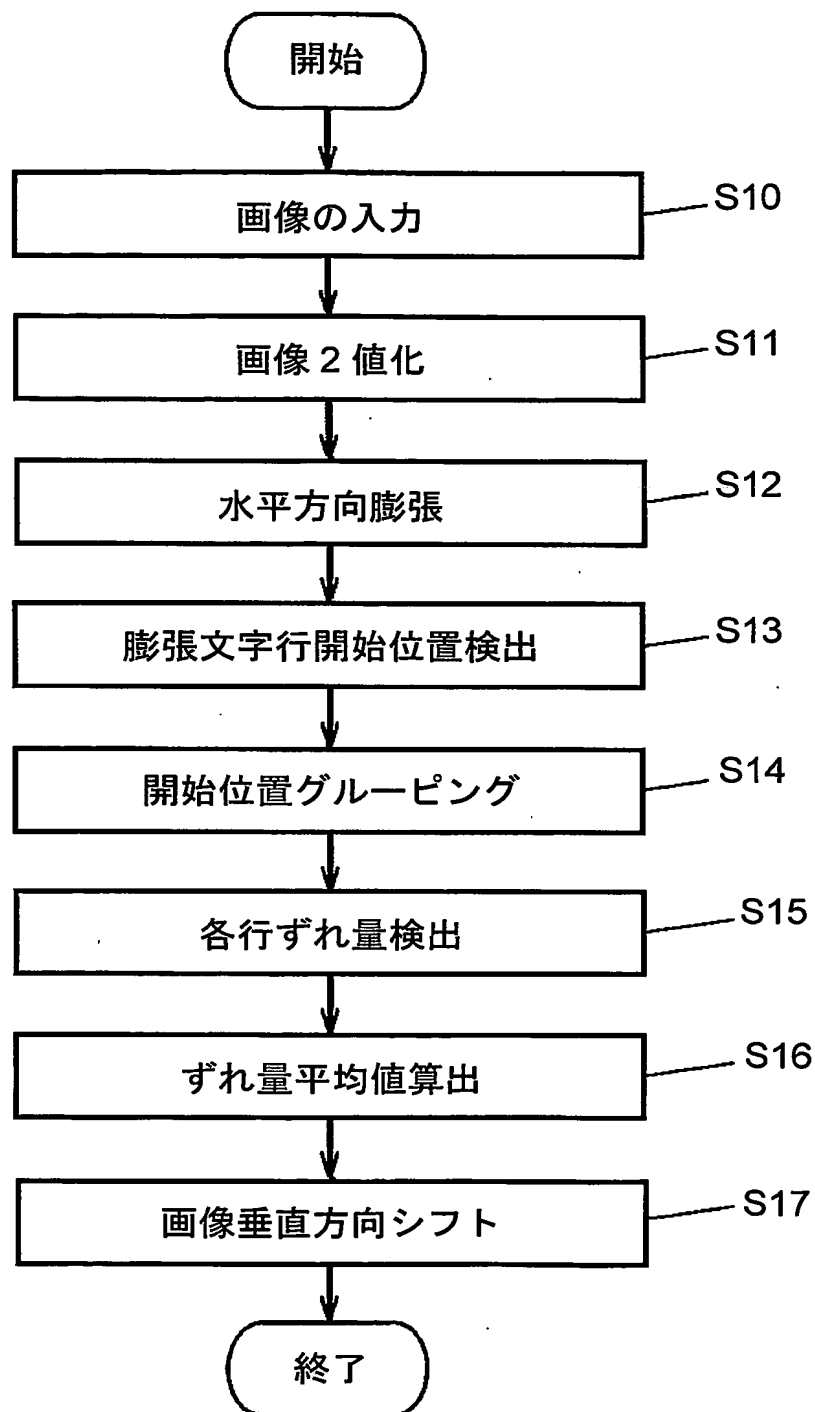 開始
画像の入力
S10
画像２値化
S11
水平方向膨張
S12
膨張文字行開始位置検出
S13
開始位置グルーピング
S14
各行ずれ量検出
S15
ずれ量平均値算出
S16
画像垂直方向シフト
S17
終了